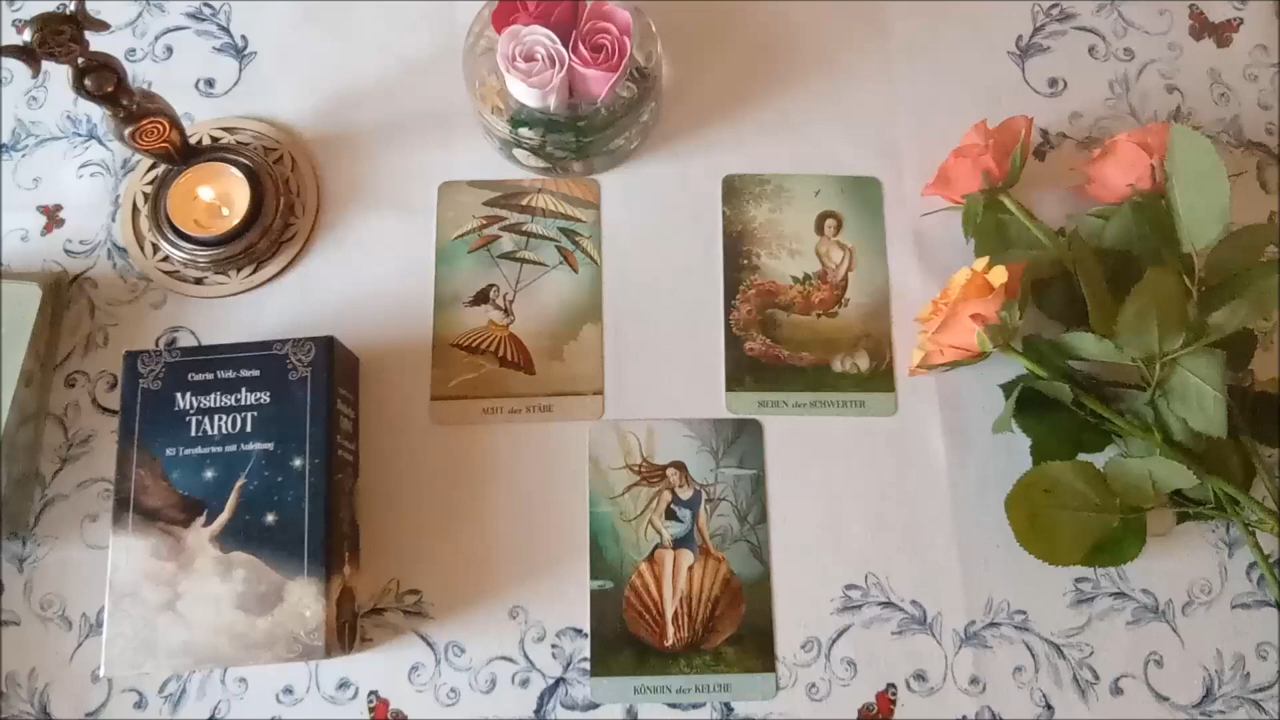 Catrin Welz-Stein
Mystisches
TAROT
83 Tarotkarten mit Anleitung
ACHT der STÄBE
SIEBEN der SCHWERTER
KÖNIGIN der KELCHE